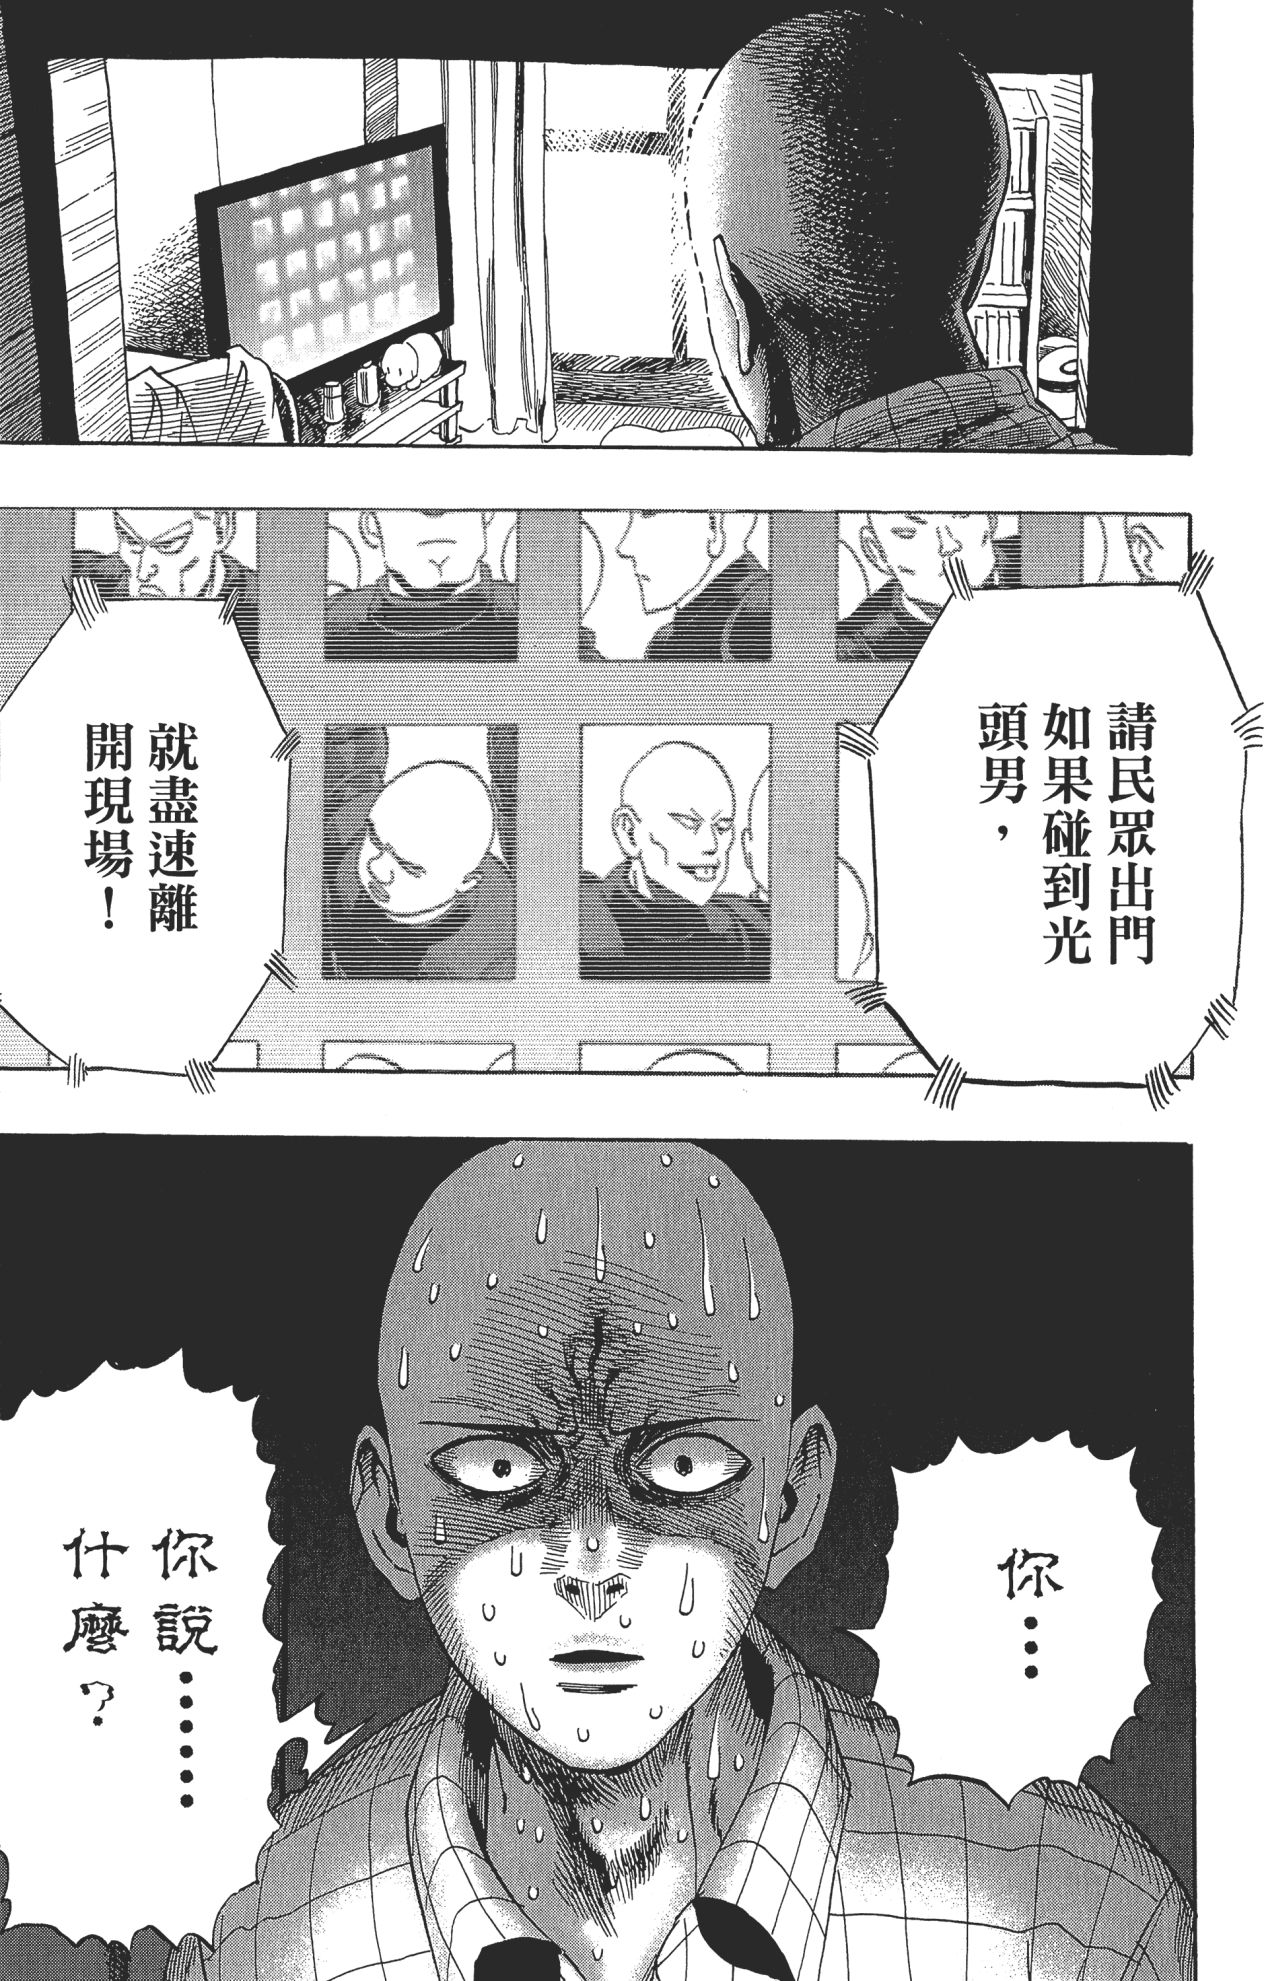 請民眾出門
如果碰到光
頭男，
就盡速離
開現場！
你…
你說……
什麼？